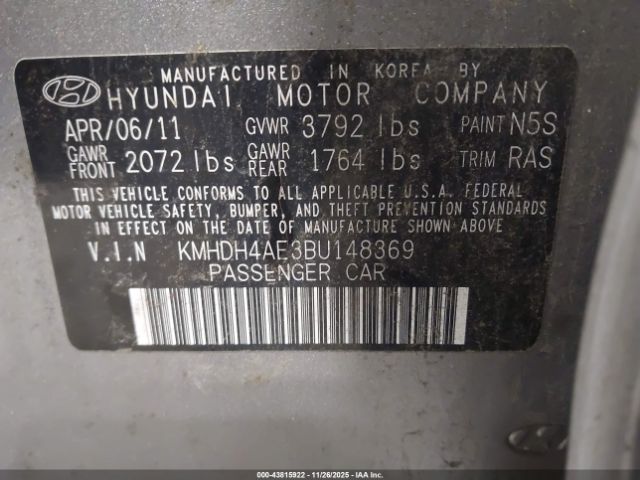 MANUFACTURED IN KOREA BY
HYUNDAI MOTOR COMPANY
APR/06/11 GVWR 3792 lbs PAINT N5S
GAWR FRONT 2072 lbs GAWR REAR 1764 lbs TRIM RAS
THIS VEHICLE CONFORMS TO ALL APPLICABLE U.S.A. FEDERAL
MOTOR VEHICLE SAFETY, BUMPER, AND THEFT PREVENTION STANDARDS
IN EFFECT ON THE DATE OF MANUFACTURE SHOWN ABOVE
V.I.N KMHDH4AE3BU148369
PASSENGER CAR
000-43815922 | 11/26/2025 - Copart, Inc.